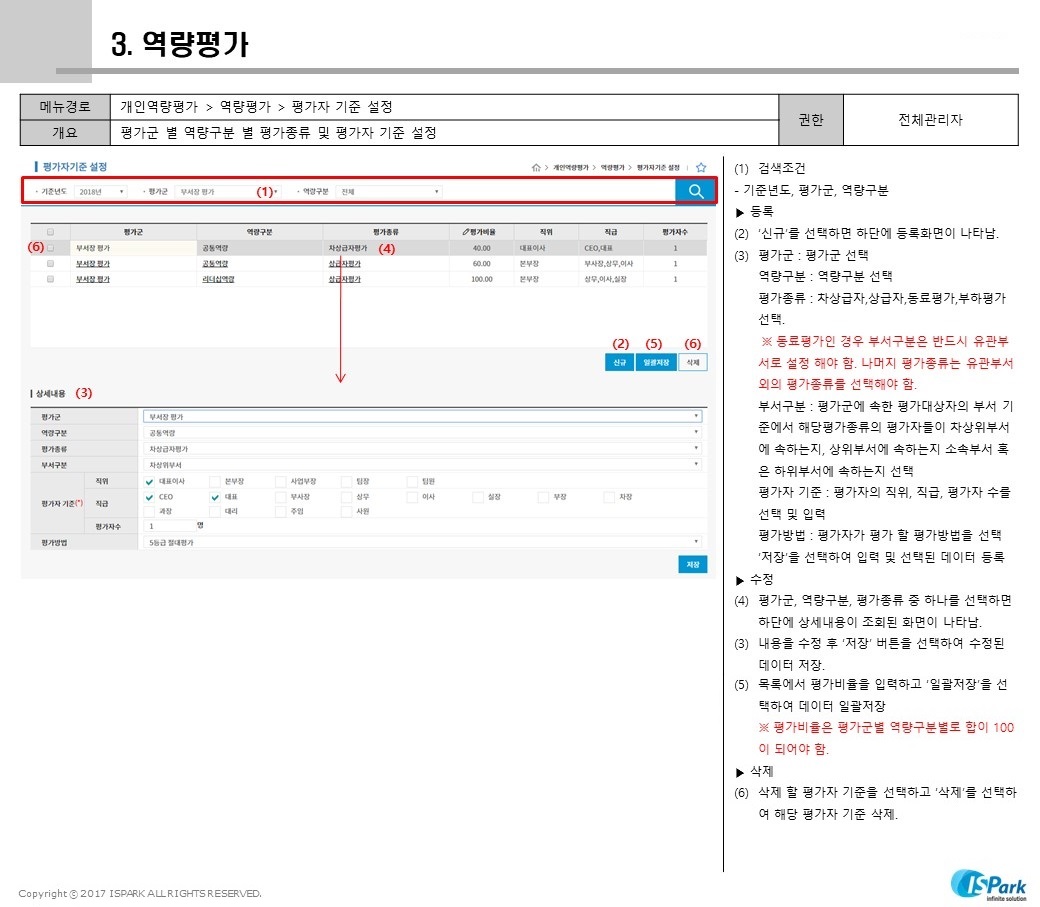 3. 역량평가
메뉴경로
개인역량평가 > 역량평가 > 평가자 기준 설정
개요
평가군 별 역량구분 별 평가종류 및 평가자 기준 설정
권한
전체관리자
평가자기준 설정
개인역량평가 > 역량평가 > 평가자기준 설정
기준년도 2018년 평가군 부서장 평가 (1) 역량구분 전체
평가군 역량구분 평가종류 평가비율 직위 직급 평가자수
(6) 부서장 평가 공통역량 차상급자평가 (4) 40.00 대표이사 CEO,대표 1
부서장 평가 공통역량 상급자평가 60.00 본부장 부사장,상무,이사 1
부서장 평가 리더십역량 상급자평가 100.00 본부장 상무,이사,실장 1
(2) (5) (6)
신규 일괄저장 삭제
상세내용 (3)
평가군 부서장 평가
역량구분 공통역량
평가종류 차상급자평가
부서구분 차상위부서
평가자 기준(*)
직위 대표이사 본부장 사업부장 팀장 팀원
직급 CEO 대표 부사장 상무 이사 실장 부장 차장
과장 대리 주임 사원
평가자수 1 명
평가방법 5등급 절대평가
저장
(1) 검색조건
- 기준년도, 평가군, 역량구분
▶ 등록
(2) ‘신규’를 선택하면 하단에 등록화면이 나타남.
(3) 평가군 : 평가군 선택
역량구분 : 역량구분 선택
평가종류 : 차상급자,상급자,동료평가,부하평가
선택.
※ 동료평가인 경우 부서구분은 반드시 유관부
서로 설정 해야 함. 나머지 평가종류는 유관부서
외의 평가종류를 선택해야 함.
부서구분 : 평가군에 속한 평가대상자의 부서 기
준에서 해당평가종류의 평가자들이 차상위부서
에 속하는지, 상위부서에 속하는지 소속부서 혹
은 하위부서에 속하는지 선택
평가자 기준 : 평가자의 직위, 직급, 평가자 수를
선택 및 입력
평가방법 : 평가자가 평가 할 평가방법을 선택
‘저장’을 선택하여 입력 및 선택된 데이터 등록
▶ 수정
(4) 평가군, 역량구분, 평가종류 중 하나를 선택하면
하단에 상세내용이 조회된 화면이 나타남.
(3) 내용을 수정 후 ‘저장’ 버튼을 선택하여 수정된
데이터 저장.
(5) 목록에서 평가비율을 입력하고 ‘일괄저장’을 선
택하여 데이터 일괄저장
※ 평가비율은 평가군별 역량구분별로 합이 100
이 되어야 함.
▶ 삭제
(6) 삭제 할 평가자 기준을 선택하고 ‘삭제’를 선택하
여 해당 평가자 기준 삭제.
Copyright ⓒ 2017 ISPARK ALL RIGHTS RESERVED.
ISPark
infinite solution